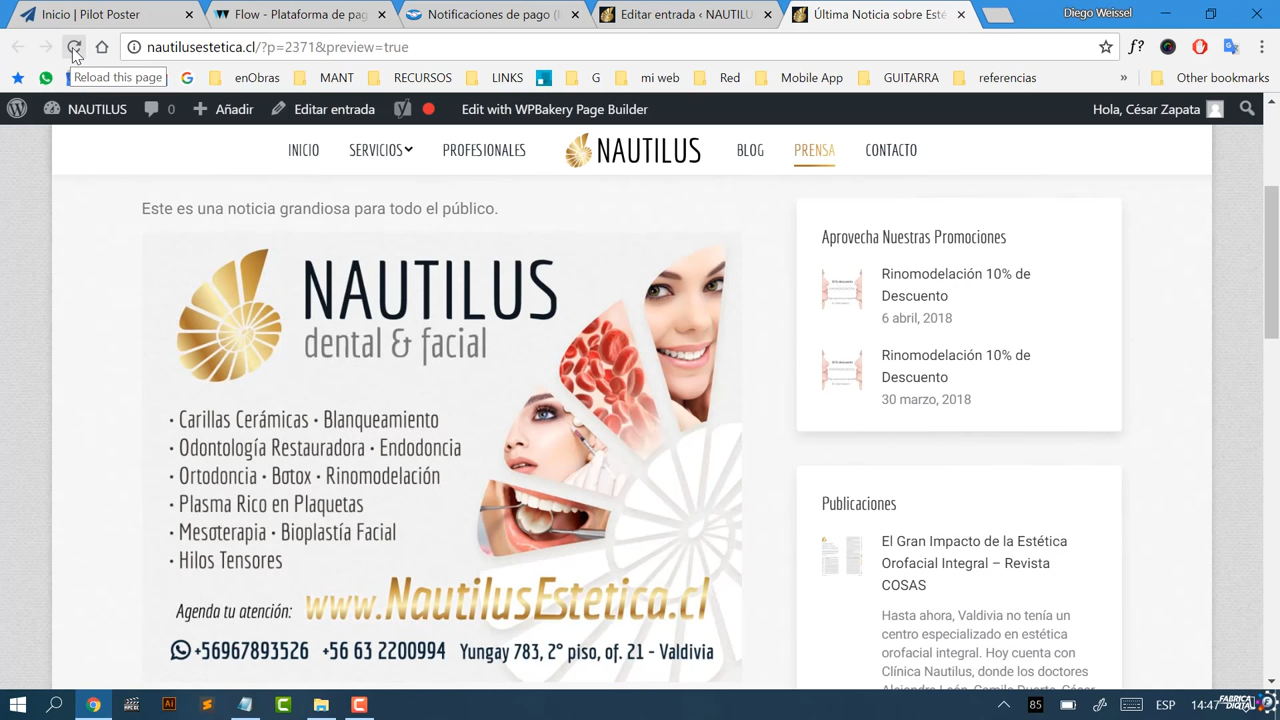 Inicio | Pilot Poster
Flow - Plataforma de pag
Notificaciones de pago (I
Editar entrada ‹ NAUTILU
Última Noticia sobre Esté
Diego Weissel
nautilusestetica.cl/?p=2371&preview=true
f?
Reload this page
G
enObras
MANT
RECURSOS
LINKS
G
mi web
Red
Mobile App
GUITARRA
referencias
»
Other bookmarks
NAUTILUS
0
Añadir
Editar entrada
Edit with WPBakery Page Builder
Hola, César Zapata
INICIO
SERVICIOS
PROFESIONALES
NAUTILUS
BLOG
PRENSA
CONTACTO
Este es una noticia grandiosa para todo el público.
NAUTILUS
dental & facial
· Carillas Cerámicas · Blanqueamiento
· Odontología Restauradora · Endodoncia
· Ortodoncia · Botox · Rinomodelación
· Plasma Rico en Plaquetas
· Mesoterapia · Bioplastía Facial
· Hilos Tensores
Agenda tu atención: www.NautilusEstetica.cl
+56967893526 +56 63 2200994 Yungay 783, 2° piso, of. 21 - Valdivia
Aprovecha Nuestras Promociones
Rinomodelación 10% de
Descuento
6 abril, 2018
Rinomodelación 10% de
Descuento
30 marzo, 2018
Publicaciones
El Gran Impacto de la Estética
Orofacial Integral – Revista
COSAS
Hasta ahora, Valdivia no tenía un
centro especializado en estética
orofacial integral. Hoy cuenta con
Clínica Nautilus, donde los doctores
Alejandra León, Camila Duarte, César
85
ESP
14:47
FABRICA
DIGITAL